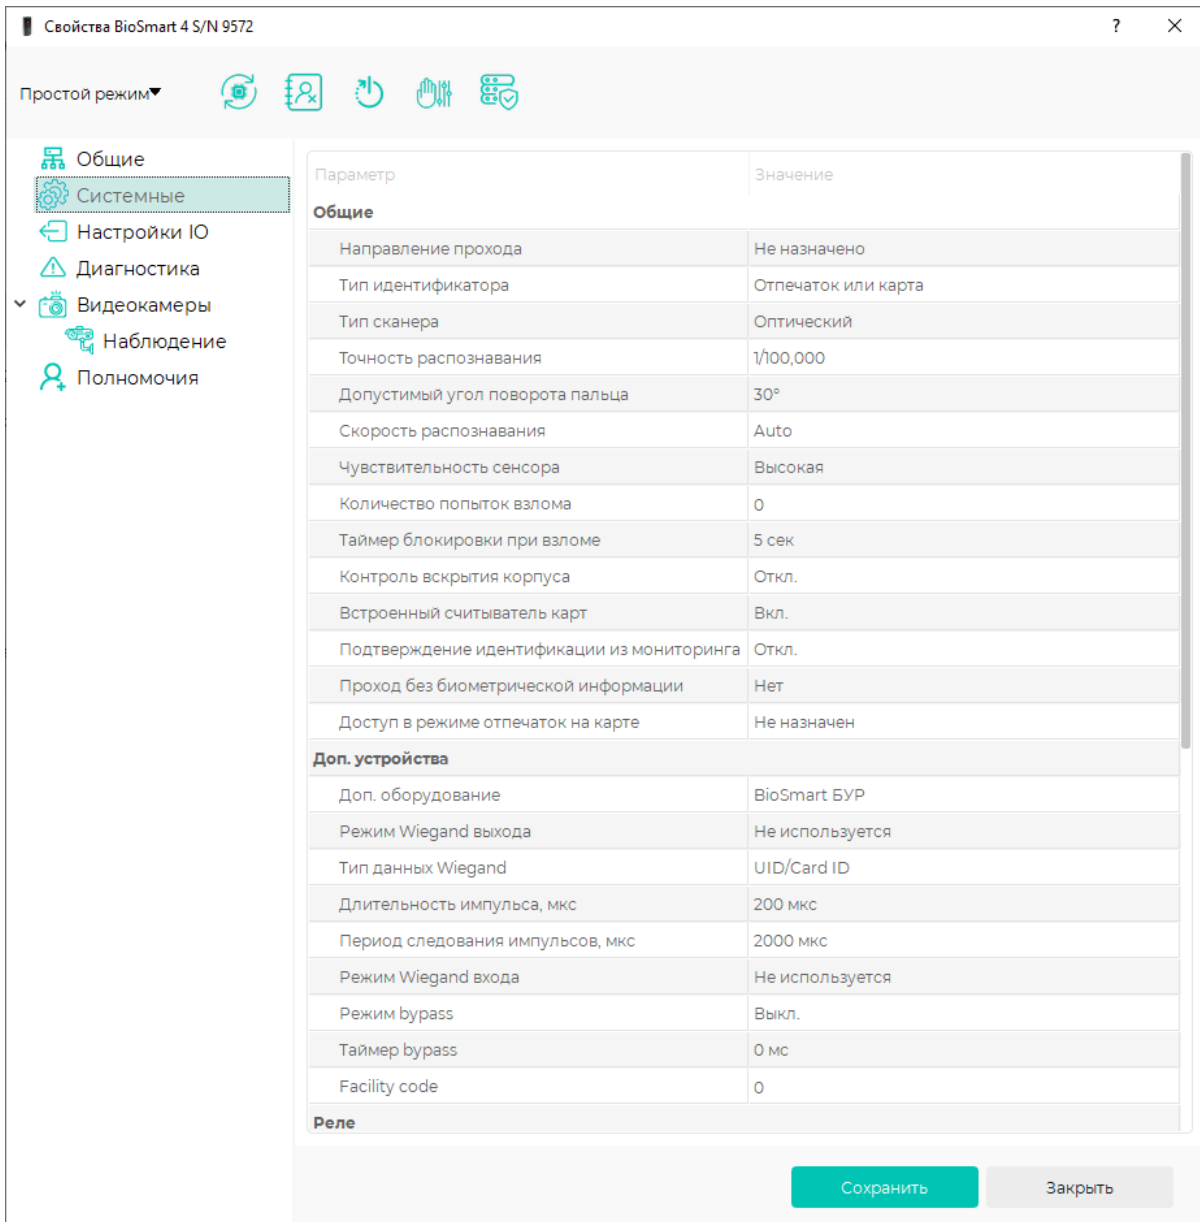 Свойства BioSmart 4 S/N 9572
?
Простой режим
Общие
Системные
Настройки IO
Диагностика
Видеокамеры
Наблюдение
Полномочия
Параметр Значение
Общие
Направление прохода Не назначено
Тип идентификатора Отпечаток или карта
Тип сканера Оптический
Точность распознавания 1/100,000
Допустимый угол поворота пальца 30°
Скорость распознавания Auto
Чувствительность сенсора Высокая
Количество попыток взлома 0
Таймер блокировки при взломе 5 сек
Контроль вскрытия корпуса Откл.
Встроенный считыватель карт Вкл.
Подтверждение идентификации из мониторинга Откл.
Проход без биометрической информации Нет
Доступ в режиме отпечаток на карте Не назначен
Доп. устройства
Доп. оборудование BioSmart БУР
Режим Wiegand выхода Не используется
Тип данных Wiegand UID/Card ID
Длительность импульса, мкс 200 мкс
Период следования импульсов, мкс 2000 мкс
Режим Wiegand входа Не используется
Режим bypass Выкл.
Таймер bypass 0 мс
Facility code 0
Реле
Сохранить Закрыть